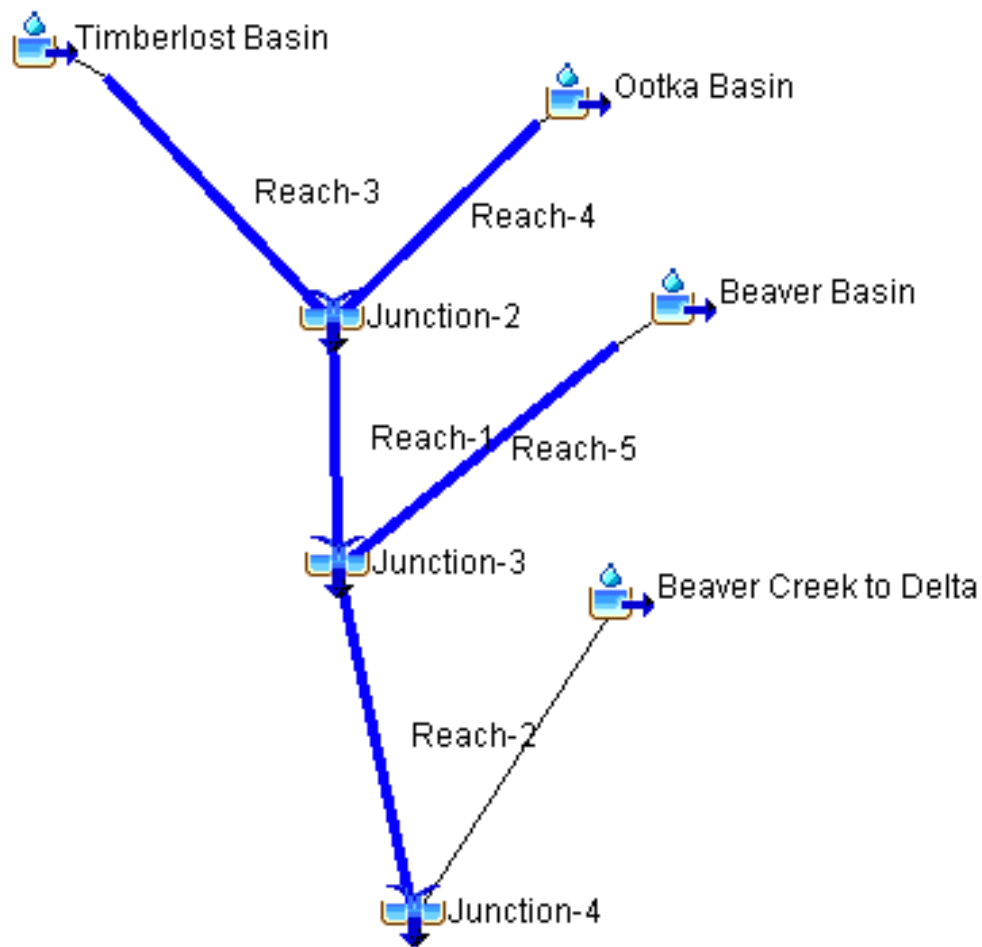 Timberlost Basin
Ootka Basin
Reach-3
Reach-4
Beaver Basin
Junction-2
Reach-1
Reach-5
Junction-3
Beaver Creek to Delta
Reach-2
Junction-4